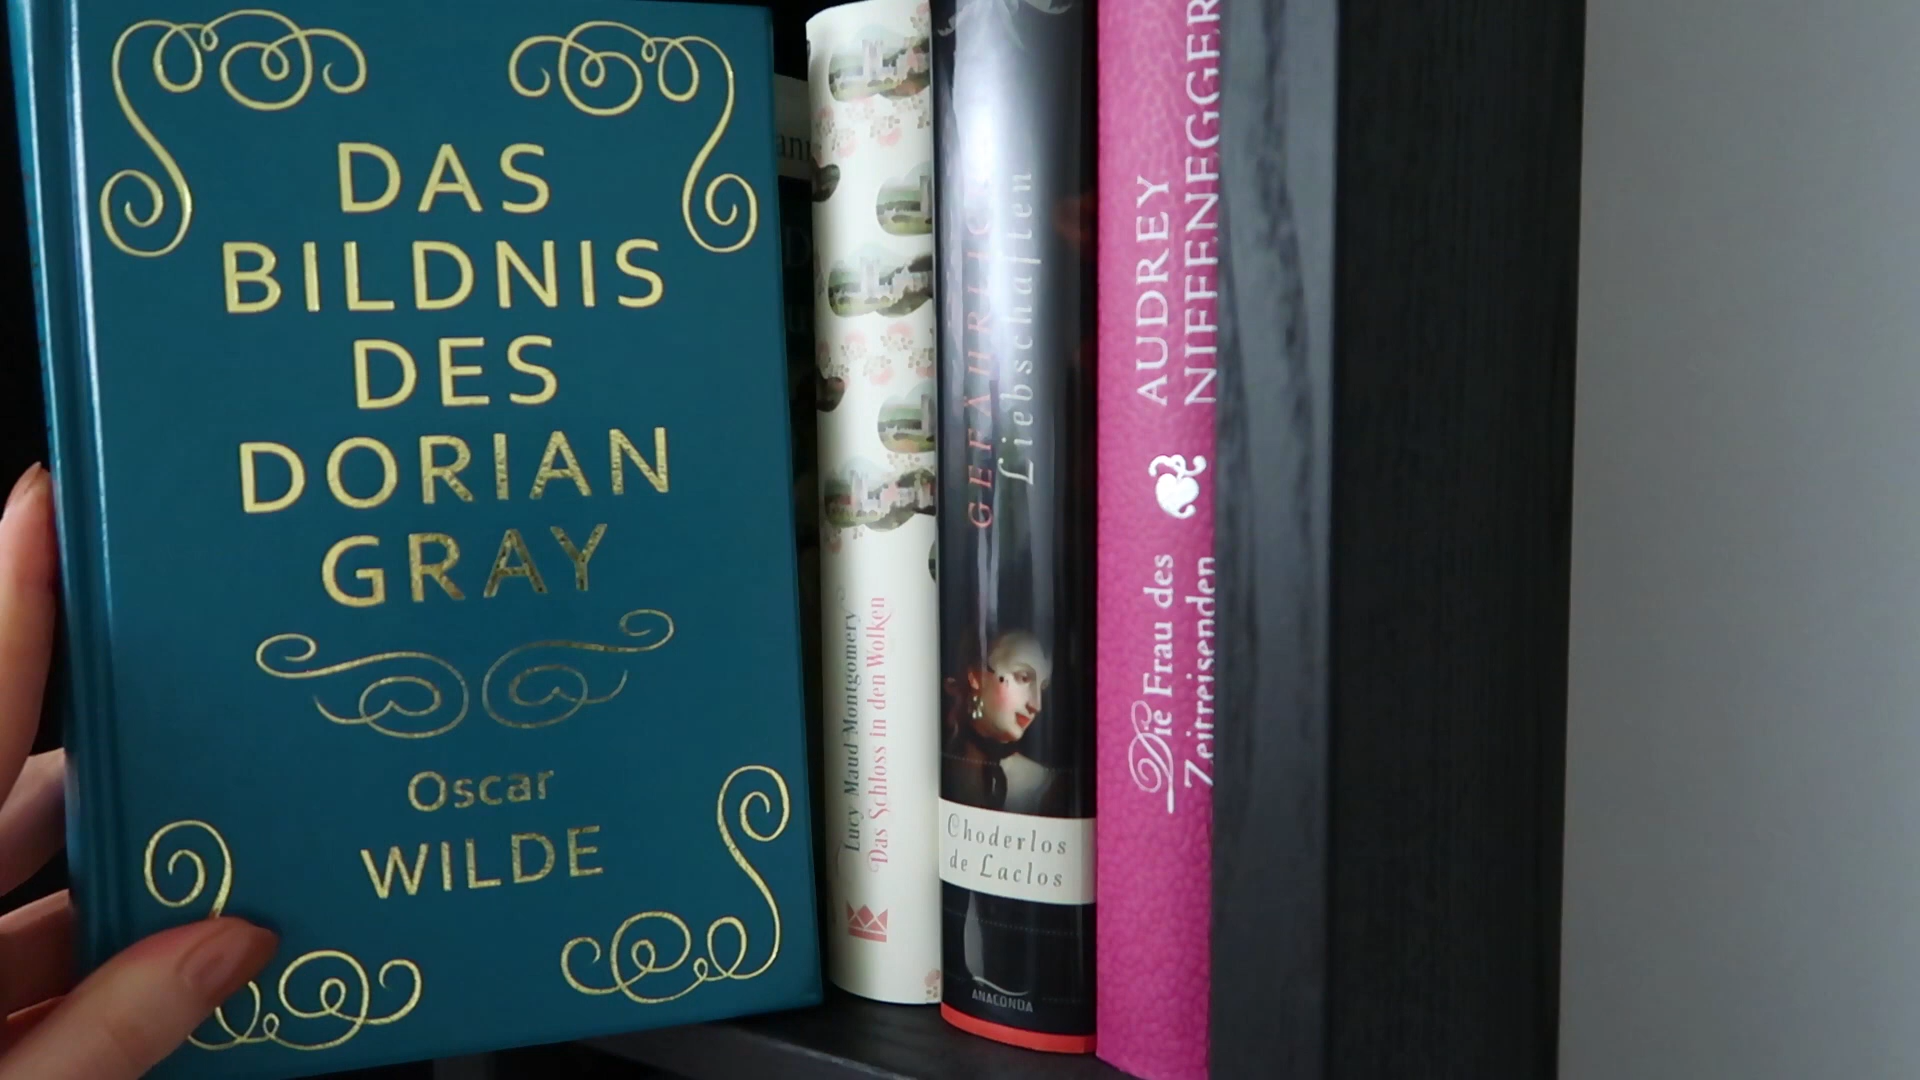 DAS
BILDNIS
DES
DORIAN
GRAY
Oscar
WILDE
Lucy Maud Montgomery
Das Schloss in den Wolken
Liebschaften
Choderlos
de Laclos
ANACONDA
AUDREY
NIFFENEGGER
Die Frau des
Zeitreisenden